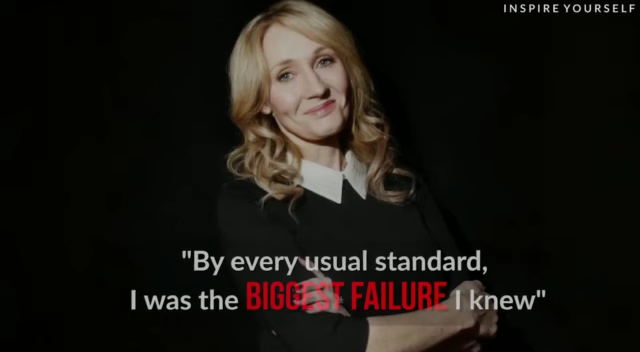 INSPIRE YOURSELF
"By every usual standard,
I was the BIGGEST FAILURE I knew"